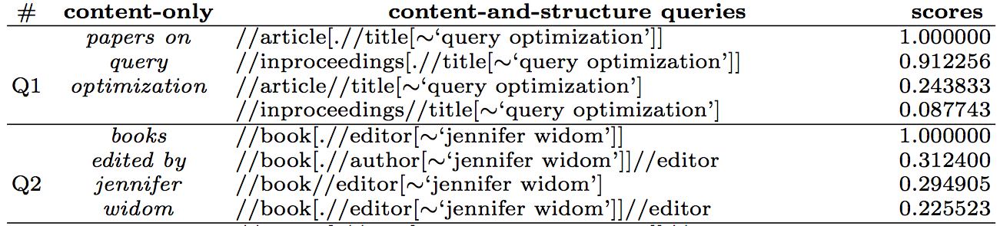 # content-only content-and-structure queries scores
papers on //article[.//title[∼‘query optimization’]] 1.000000
query //inproceedings[.//title[∼‘query optimization’]] 0.912256
Q1 optimization //article//title[∼‘query optimization’] 0.243833
//inproceedings//title[∼‘query optimization’] 0.087743
books //book[.//editor[∼‘jennifer widom’]] 1.000000
edited by //book[.//author[∼‘jennifer widom’]]//editor 0.312400
Q2 jennifer //book//editor[∼‘jennifer widom’] 0.294905
widom //book[.//editor[∼‘jennifer widom’]]//editor 0.225523